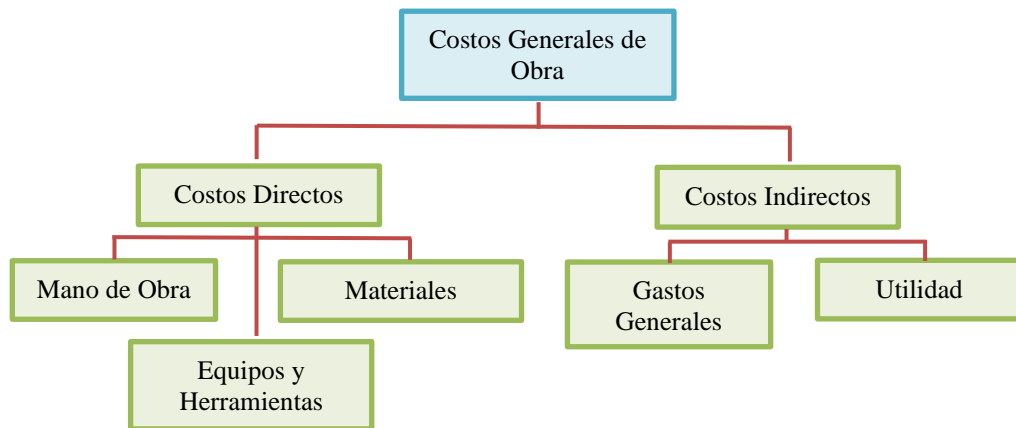 Costos Generales de
Obra
Costos Directos
Costos Indirectos
Mano de Obra
Materiales
Gastos
Generales
Utilidad
Equipos y
Herramientas